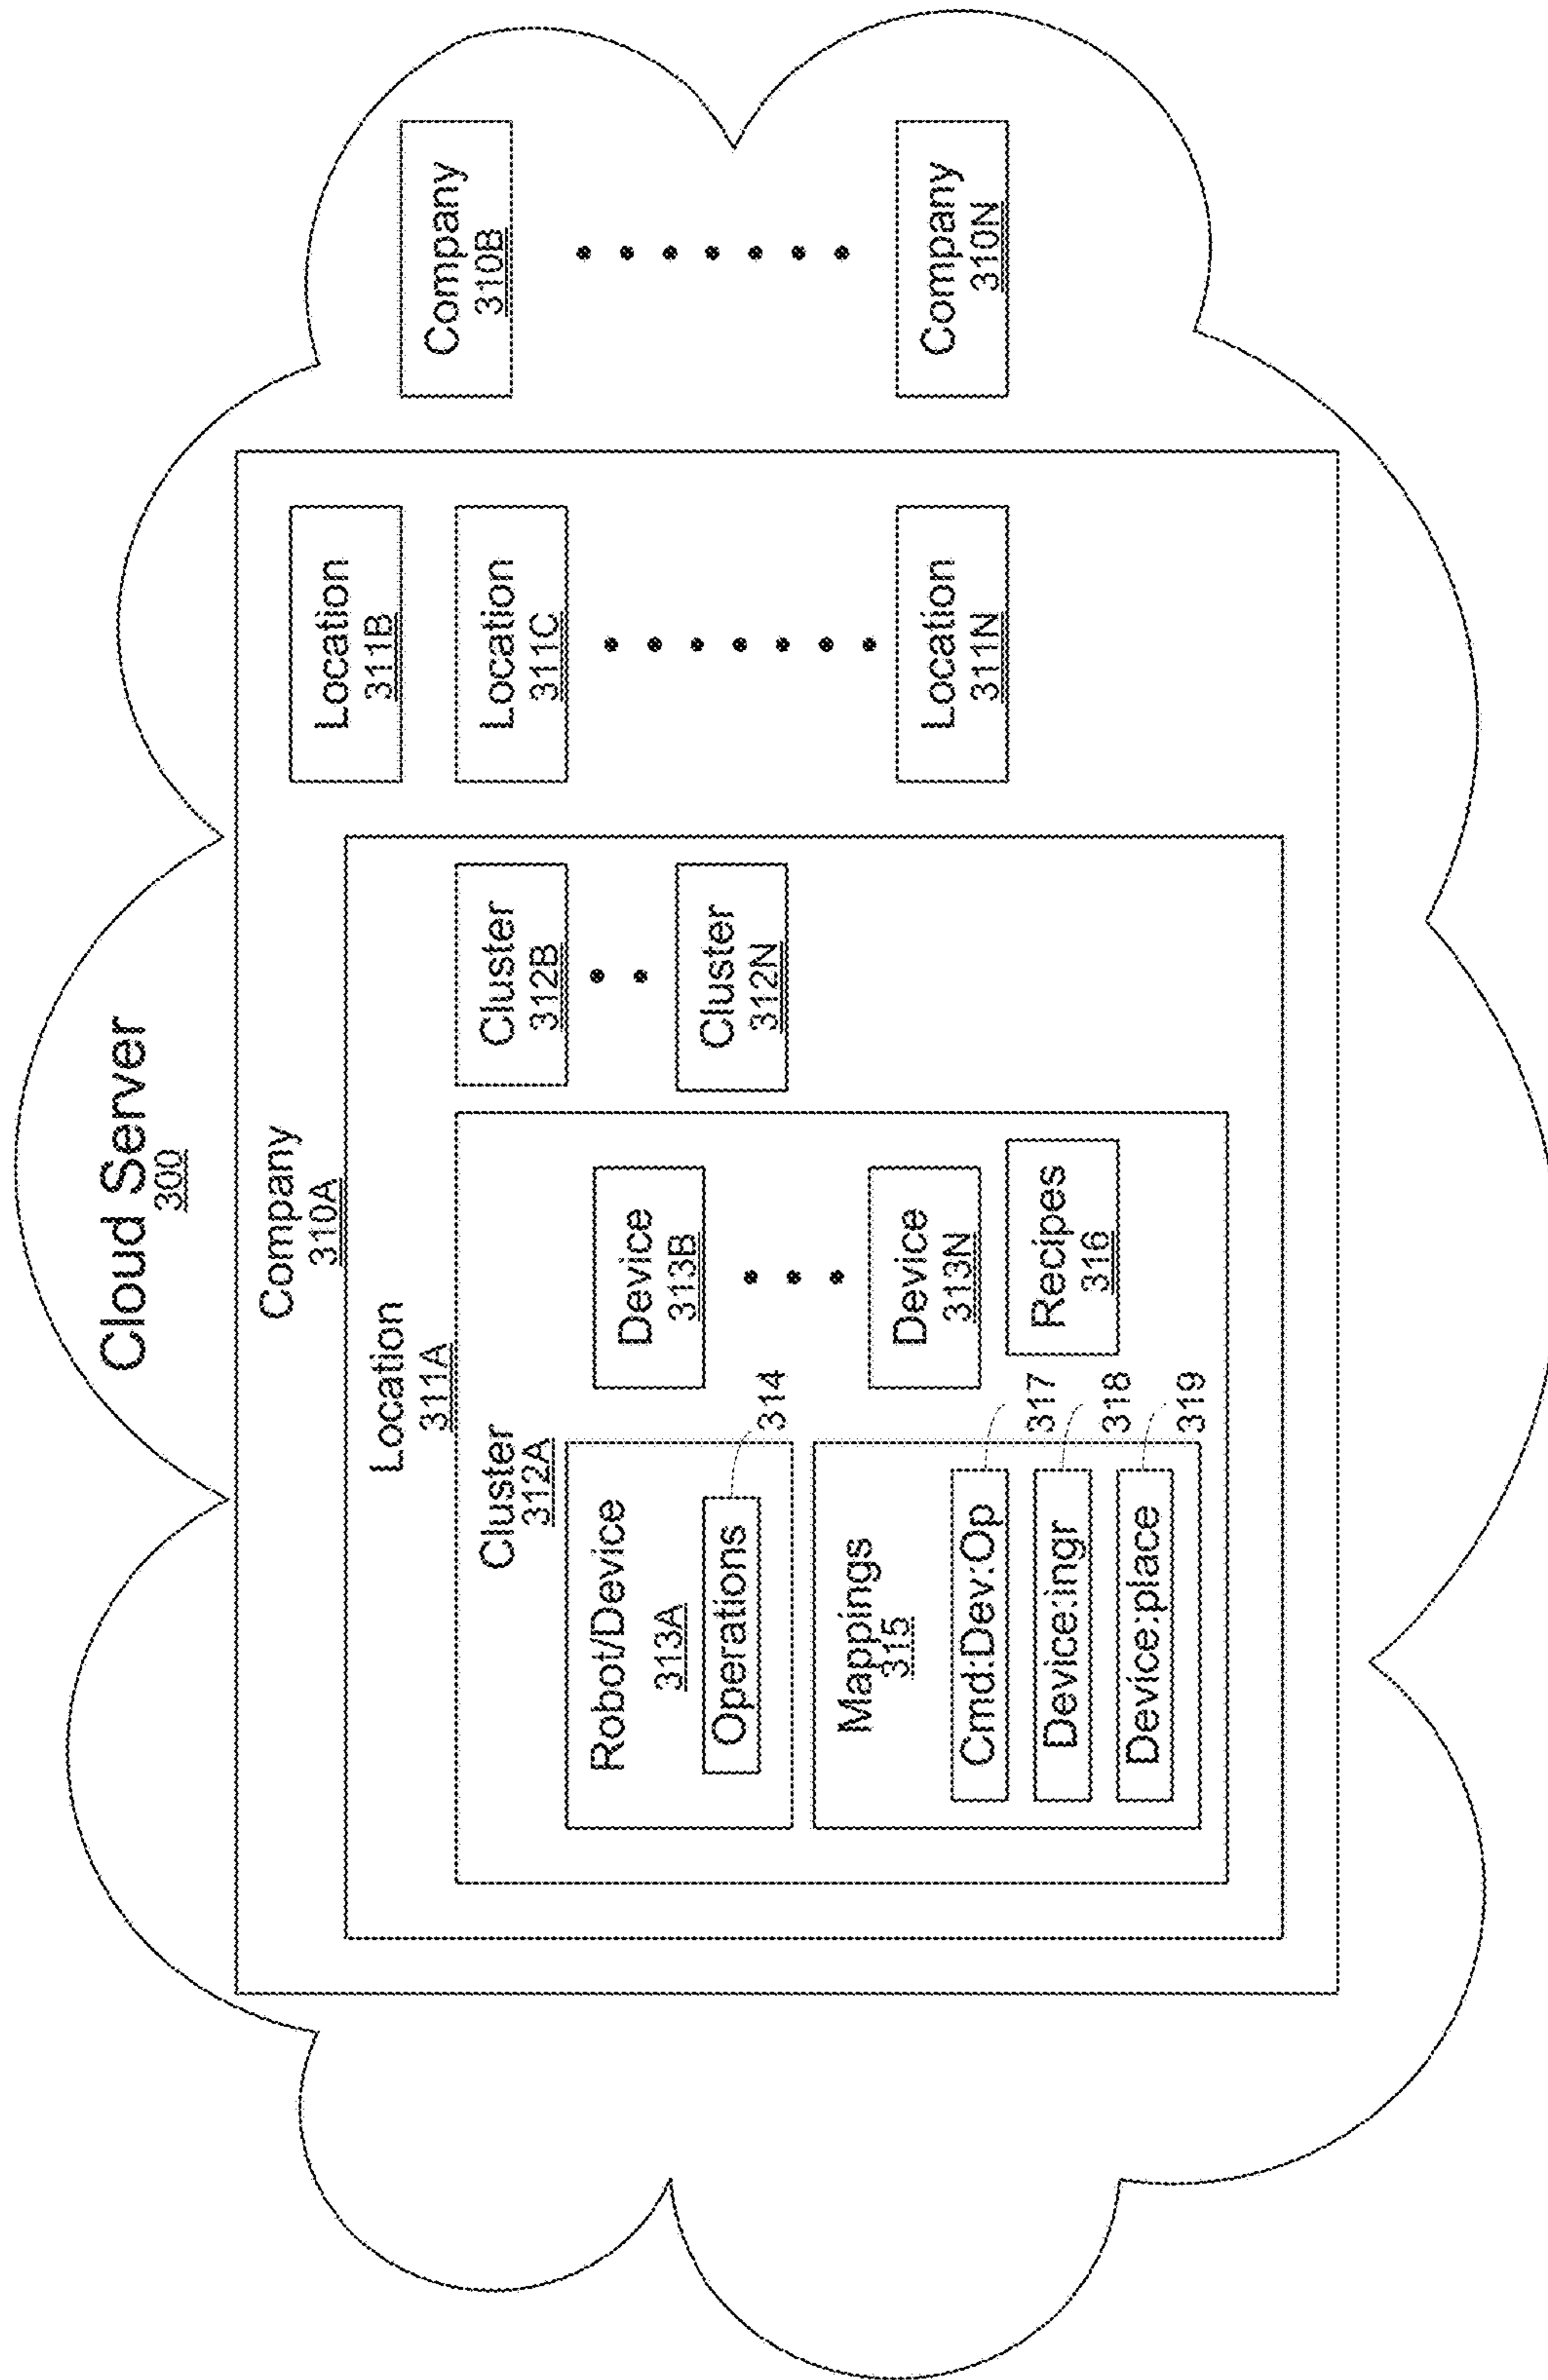 Cloud Server
300
Company
310A
Location
311A
Cluster
312A
Robot/Device
313A
Operations
314
Mappings
315
Cmd:Dev:Op
317
Device:ingr
318
Device:place
319
Device
313B
Device
313N
Recipes
316
Cluster
312B
Cluster
312N
Location
311B
Location
311C
Location
311N
Company
310B
Company
310N